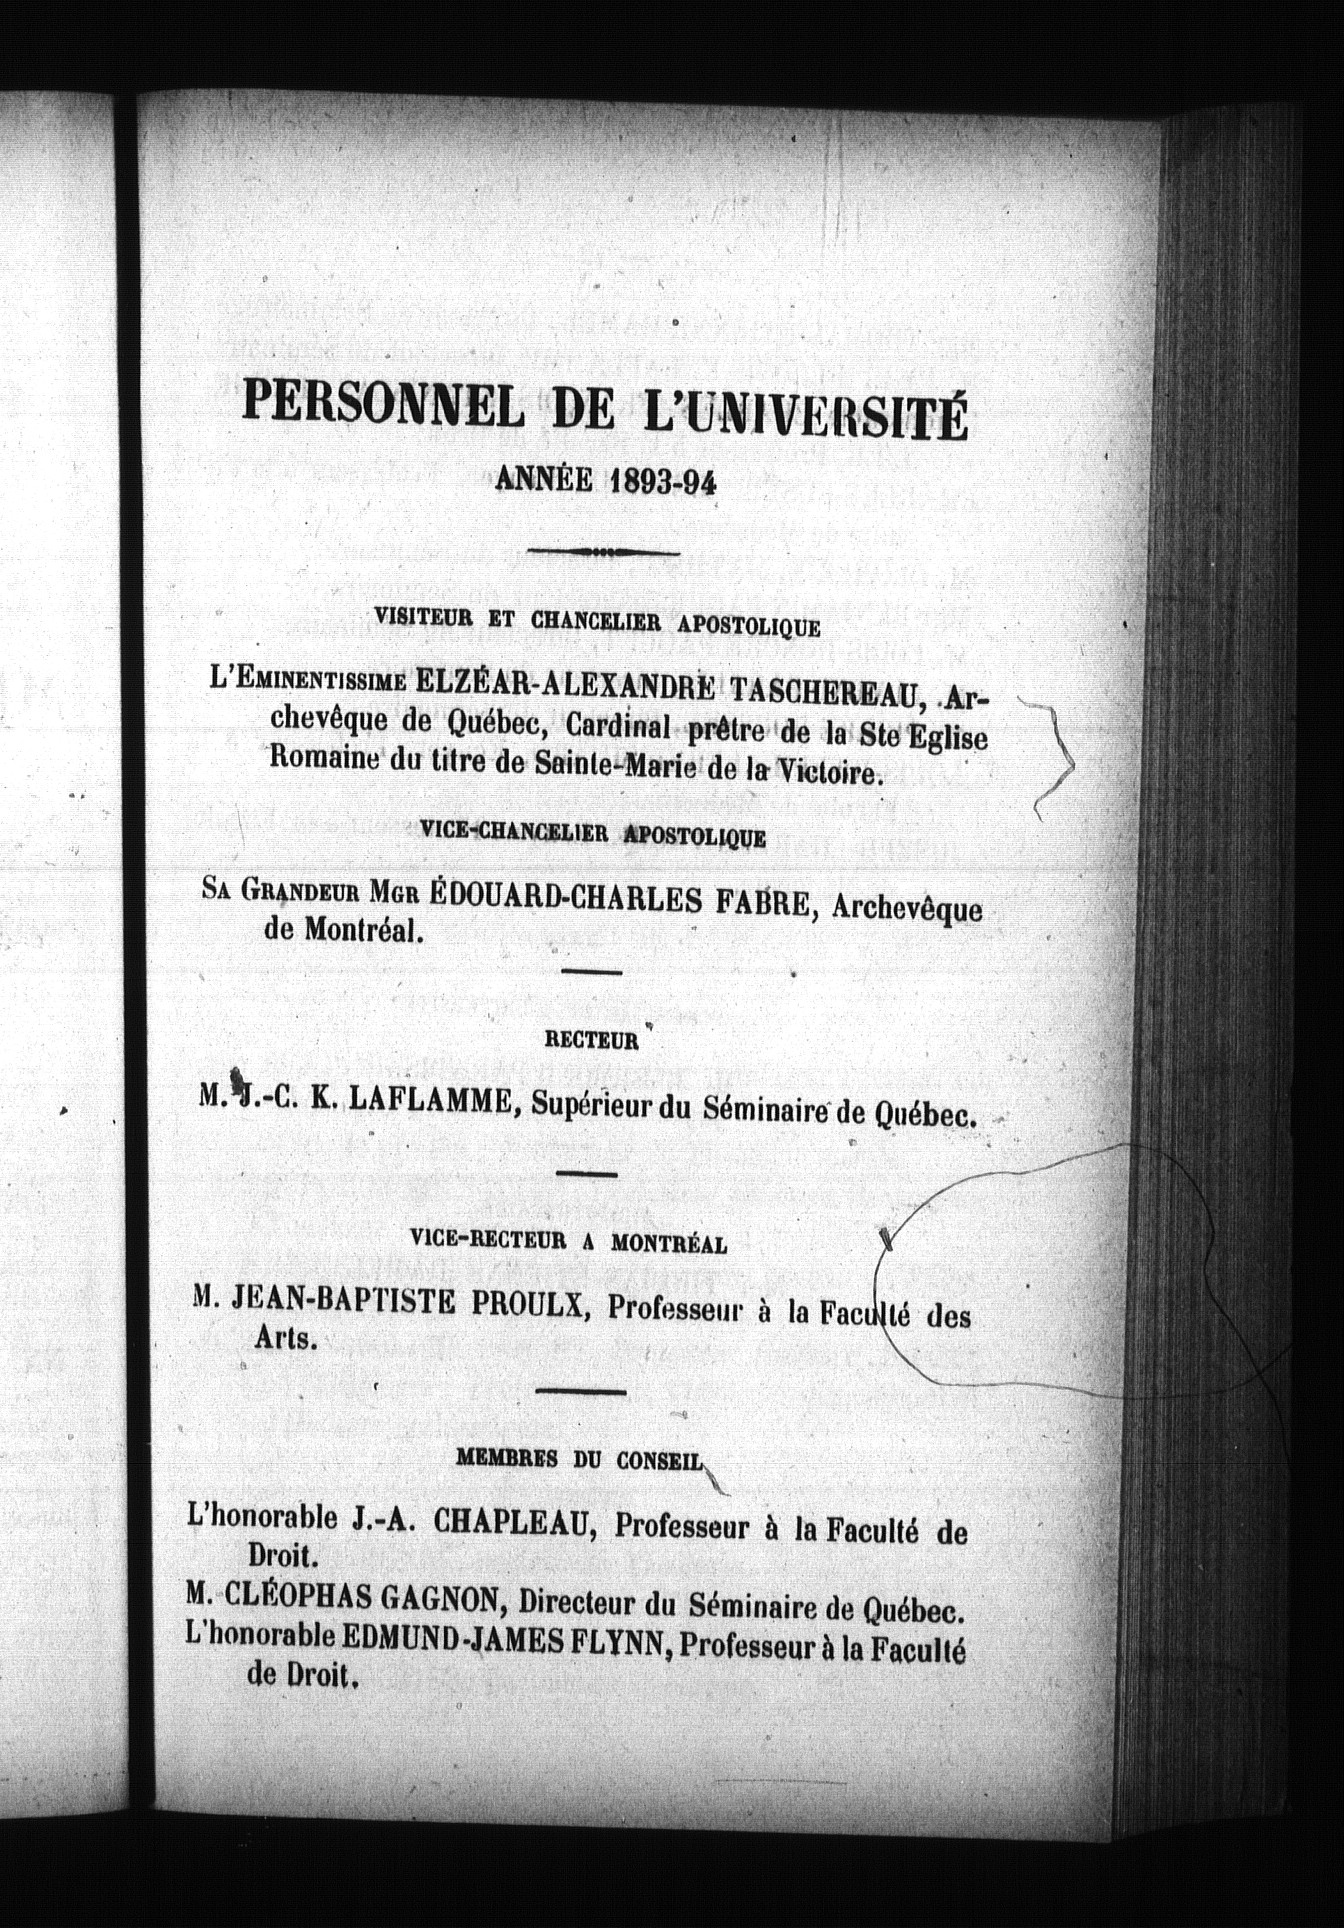 PERSONNEL DE L'UNIVERSITÉ
ANNÉE 1893-94
VISITEUR ET CHANCELIER APOSTOLIQUE
L'EMINENTISSIME ELZÉAR-ALEXANDRE TASCHEREAU, Ar-
chevêque de Québec, Cardinal prêtre de la Ste Eglise
Romaine du titre de Sainte-Marie de la Victoire.
VICE-CHANCELIER APOSTOLIQUE
SA GRANDEUR MGR ÉDOUARD-CHARLES FABRE, Archevêque
de Montréal.
RECTEUR
M. J.-C. K. LAFLAMME, Supérieur du Séminaire de Québec.
VICE-RECTEUR A MONTRÉAL
M. JEAN-BAPTISTE PROULX, Professeur à la Faculté des
Arts.
MEMBRES DU CONSEIL
L'honorable J.-A. CHAPLEAU, Professeur à la Faculté de
Droit.
M. CLÉOPHAS GAGNON, Directeur du Séminaire de Québec.
L'honorable EDMUND-JAMES FLYNN, Professeur à la Faculté
de Droit.